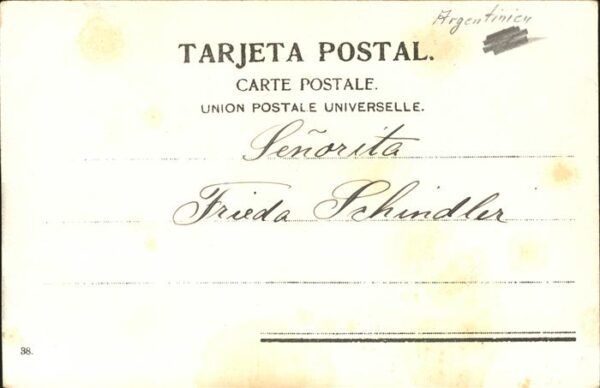 Argentinien
TARJETA POSTAL.
CARTE POSTALE.
UNION POSTALE UNIVERSELLE.
Señorita
Frieda Schindler
38.